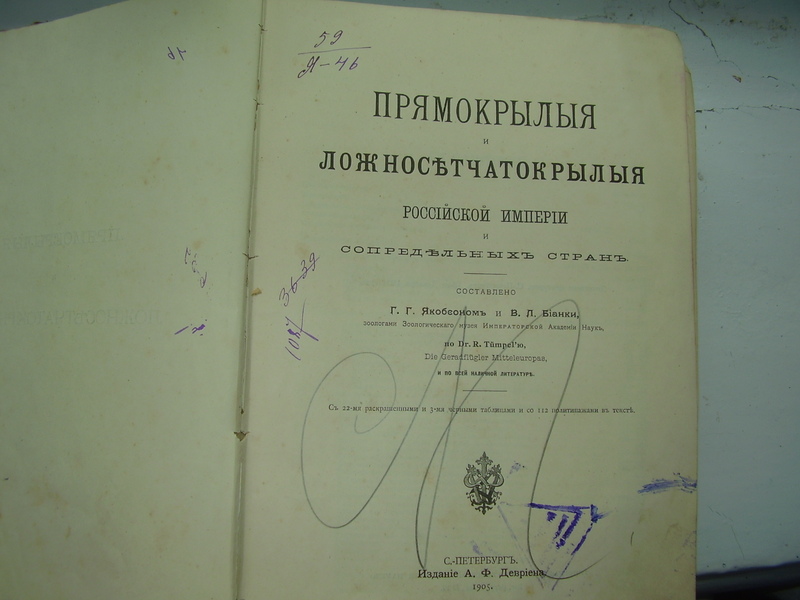 59
Я-46
ПРЯМОКРЫЛЫЯ
И
ЛОЖНОСѢТЧАТОКРЫЛЫЯ
РОССІЙСКОЙ ИМПЕРІИ
И
СОПРЕДѢЛЬНЫХЪ СТРАНЪ.
СОСТАВЛЕНО
Г. Г. Якобсономъ и В. Л. Біанки,
зоологами Зоологическаго музея Императорской Академіи Наукъ,
по Dr. R. Tümpel'ю,
Die Geradflügler Mitteleuropas,
и по всей наличной литературѣ.
Съ 22-мя раскрашенными и 3-мя черными таблицами и со 112 политипажами въ текстѣ.
С.-ПЕТЕРБУРГЪ.
Изданіе А. Ф. Девріена
1905.